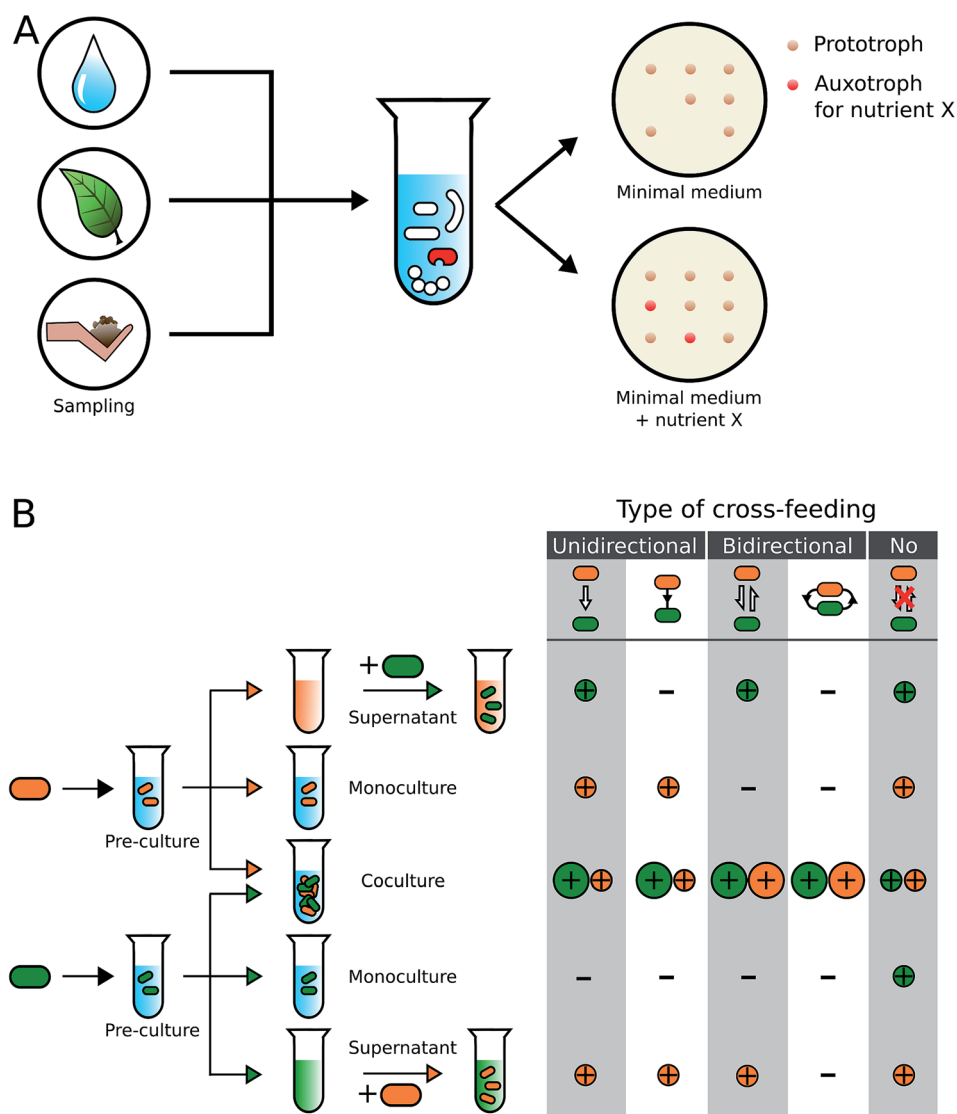 A
Prototroph
Auxotroph
for nutrient X
Minimal medium
Sampling
Minimal medium
+ nutrient X
B
Type of cross-feeding
Unidirectional Bidirectional No
+
Supernatant
+ – + – +
Monoculture
+ + – – +
Pre-culture
Coculture
+ + + + + + + + + +
Monoculture
– – – – +
Pre-culture
Supernatant
+
+ + + – +